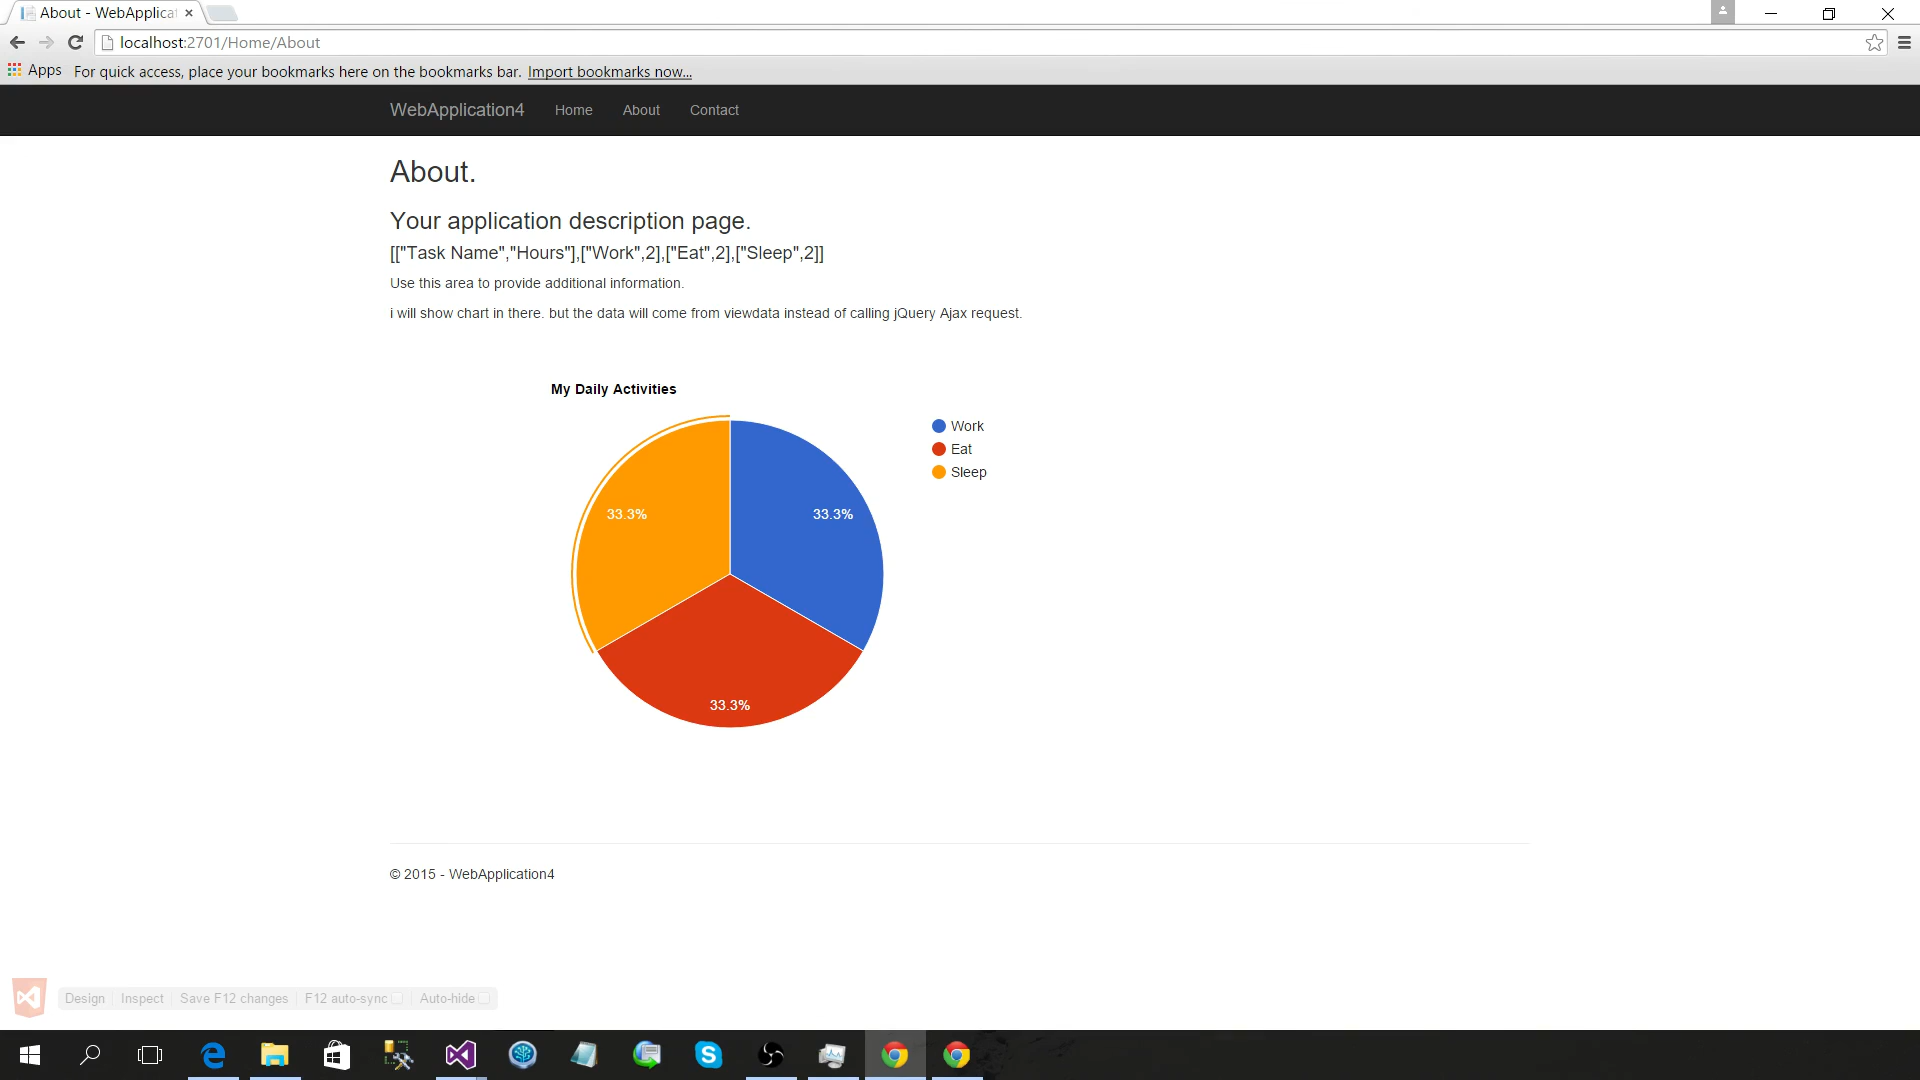 About - WebApplicat
localhost:2701/Home/About
Apps For quick access, place your bookmarks here on the bookmarks bar. Import bookmarks now...
WebApplication4 Home About Contact
About.
Your application description page.
[["Task Name","Hours"],["Work",2],["Eat",2],["Sleep",2]]
Use this area to provide additional information.
i will show chart in there. but the data will come from viewdata instead of calling jQuery Ajax request.
My Daily Activities
Work
Eat
Sleep
33.3% 33.3%
33.3%
© 2015 - WebApplication4
Design Inspect Save F12 changes F12 auto-sync Auto-hide